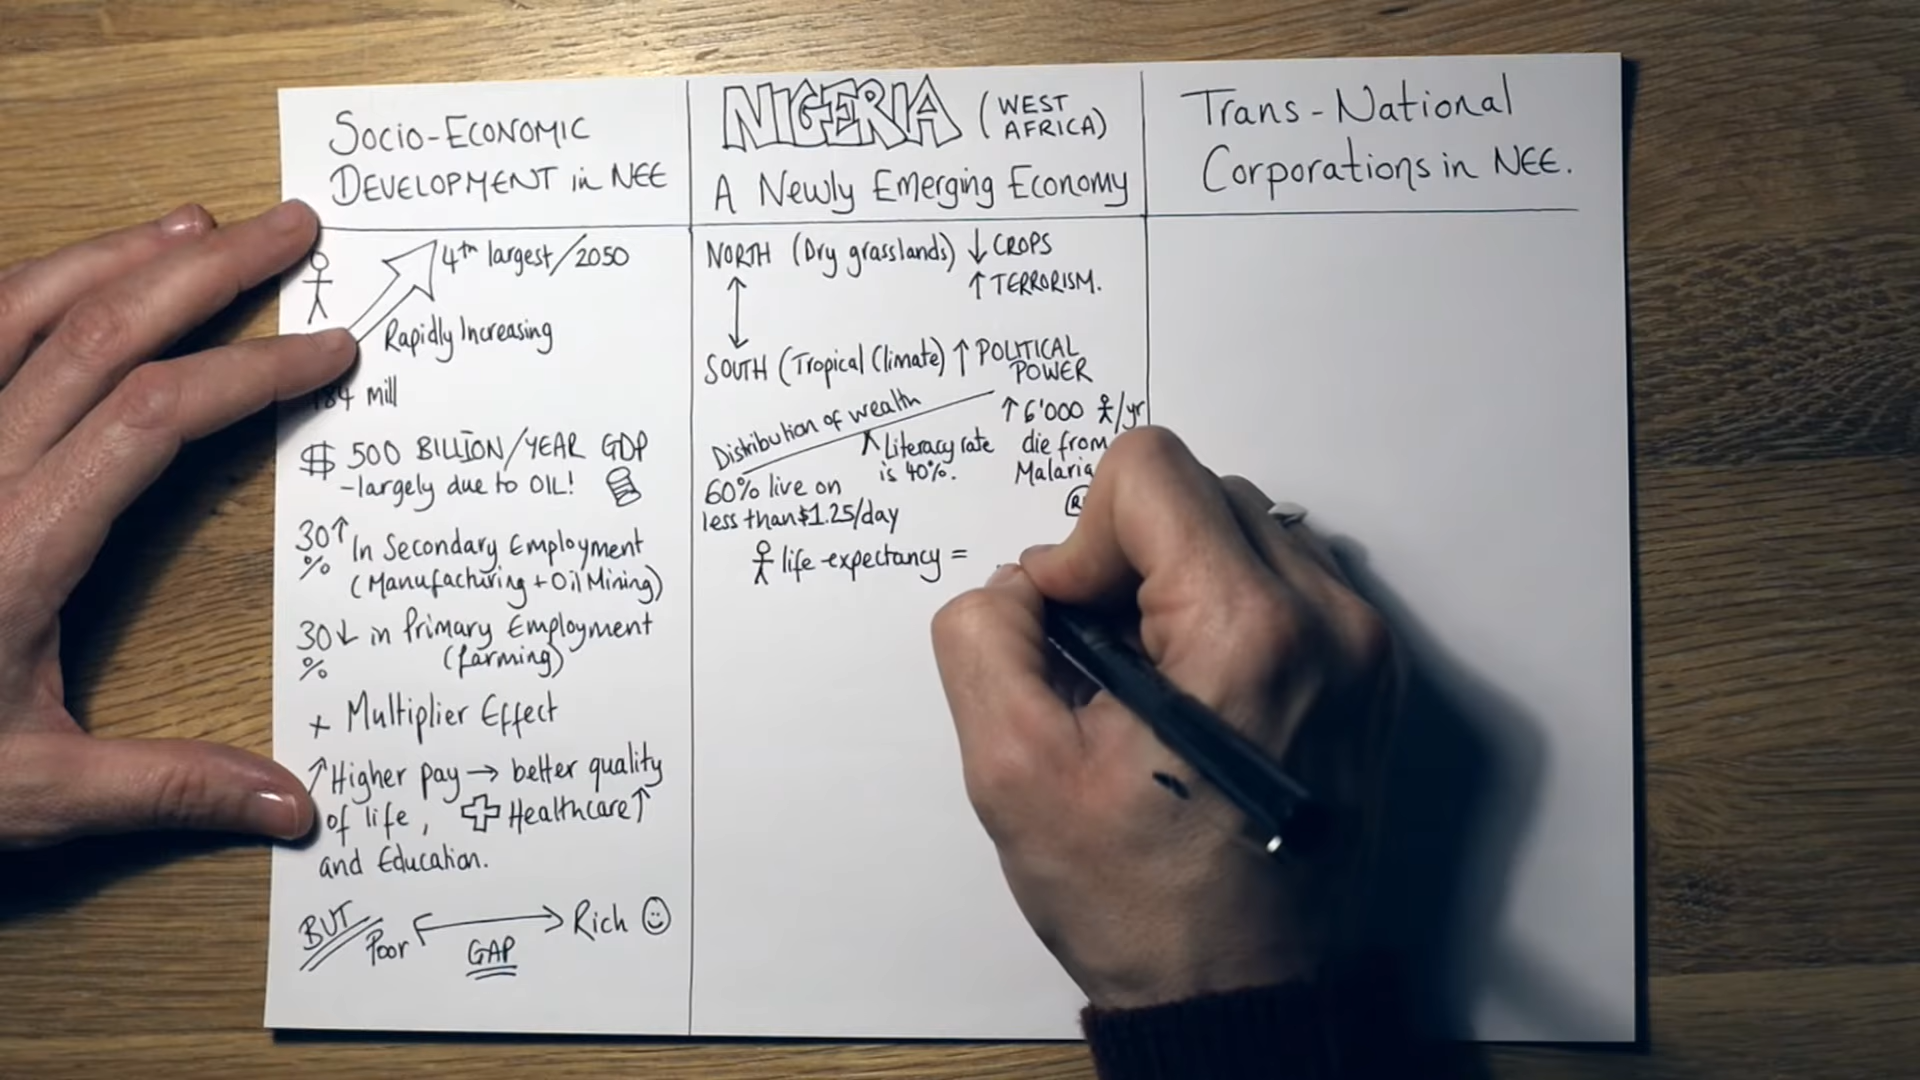 SOCIO-ECONOMIC
DEVELOPMENT in NEE
4th largest/2050
Rapidly Increasing
mill
$ 500 BILLION/YEAR GDP
-largely due to OIL!
30%↑ In Secondary Employment
(Manufacturing + Oil Mining)
30%↓ in Primary Employment
(farming)
+ Multiplier Effect
↑Higher pay → better quality
of life, Healthcare↑
and Education.
BUT Poor ↔ Rich
GAP
NIGERIA (WEST
AFRICA)
A Newly Emerging Economy
NORTH (Dry grasslands) ↓CROPS
↑TERRORISM.
SOUTH (Tropical Climate) ↑POLITICAL
POWER
Distribution of wealth
60% live on
less than $1.25/day
Literacy rate
is 40%.
↑6'000 /yr
die from
Malaria
life expectancy =
Trans-National
Corporations in NEE.